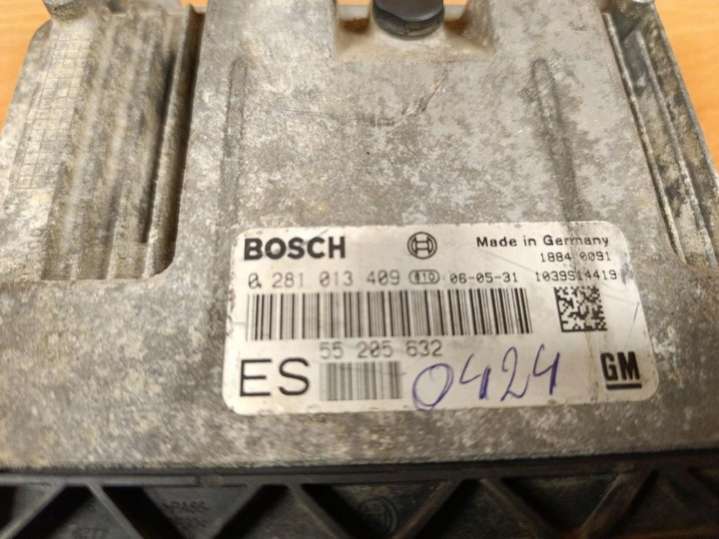 BOSCH
Made in Germany
1884 0091
0 281 013 409 810 06-05-31 1039S14419
55 205 632
ES
0424
GM